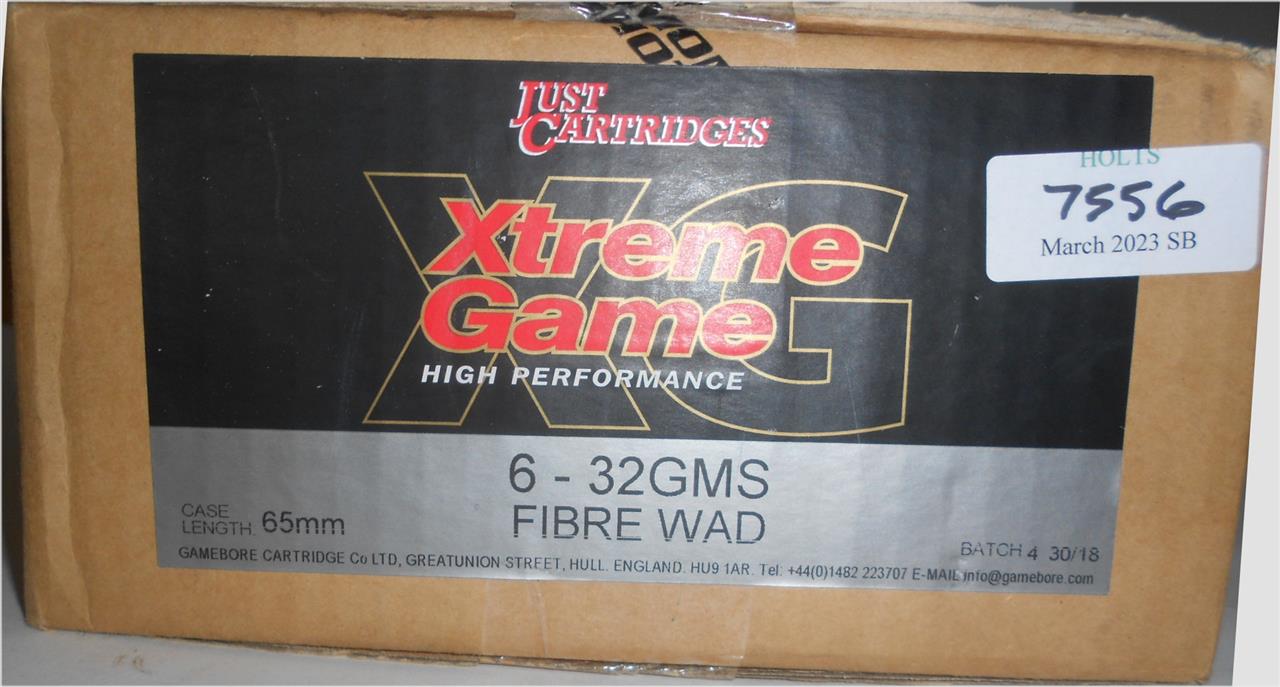 JUST
CARTRIDGES
XG
Xtreme
Game
HIGH PERFORMANCE
HOLTS
7556
March 2023 SB
6 - 32GMS
FIBRE WAD
CASE
LENGTH. 65mm
BATCH 4 30/18
GAMEBORE CARTRIDGE Co LTD, GREATUNION STREET, HULL. ENGLAND. HU9 1AR. Tel: +44(0)1482 223707 E-MAIL info@gamebore.com